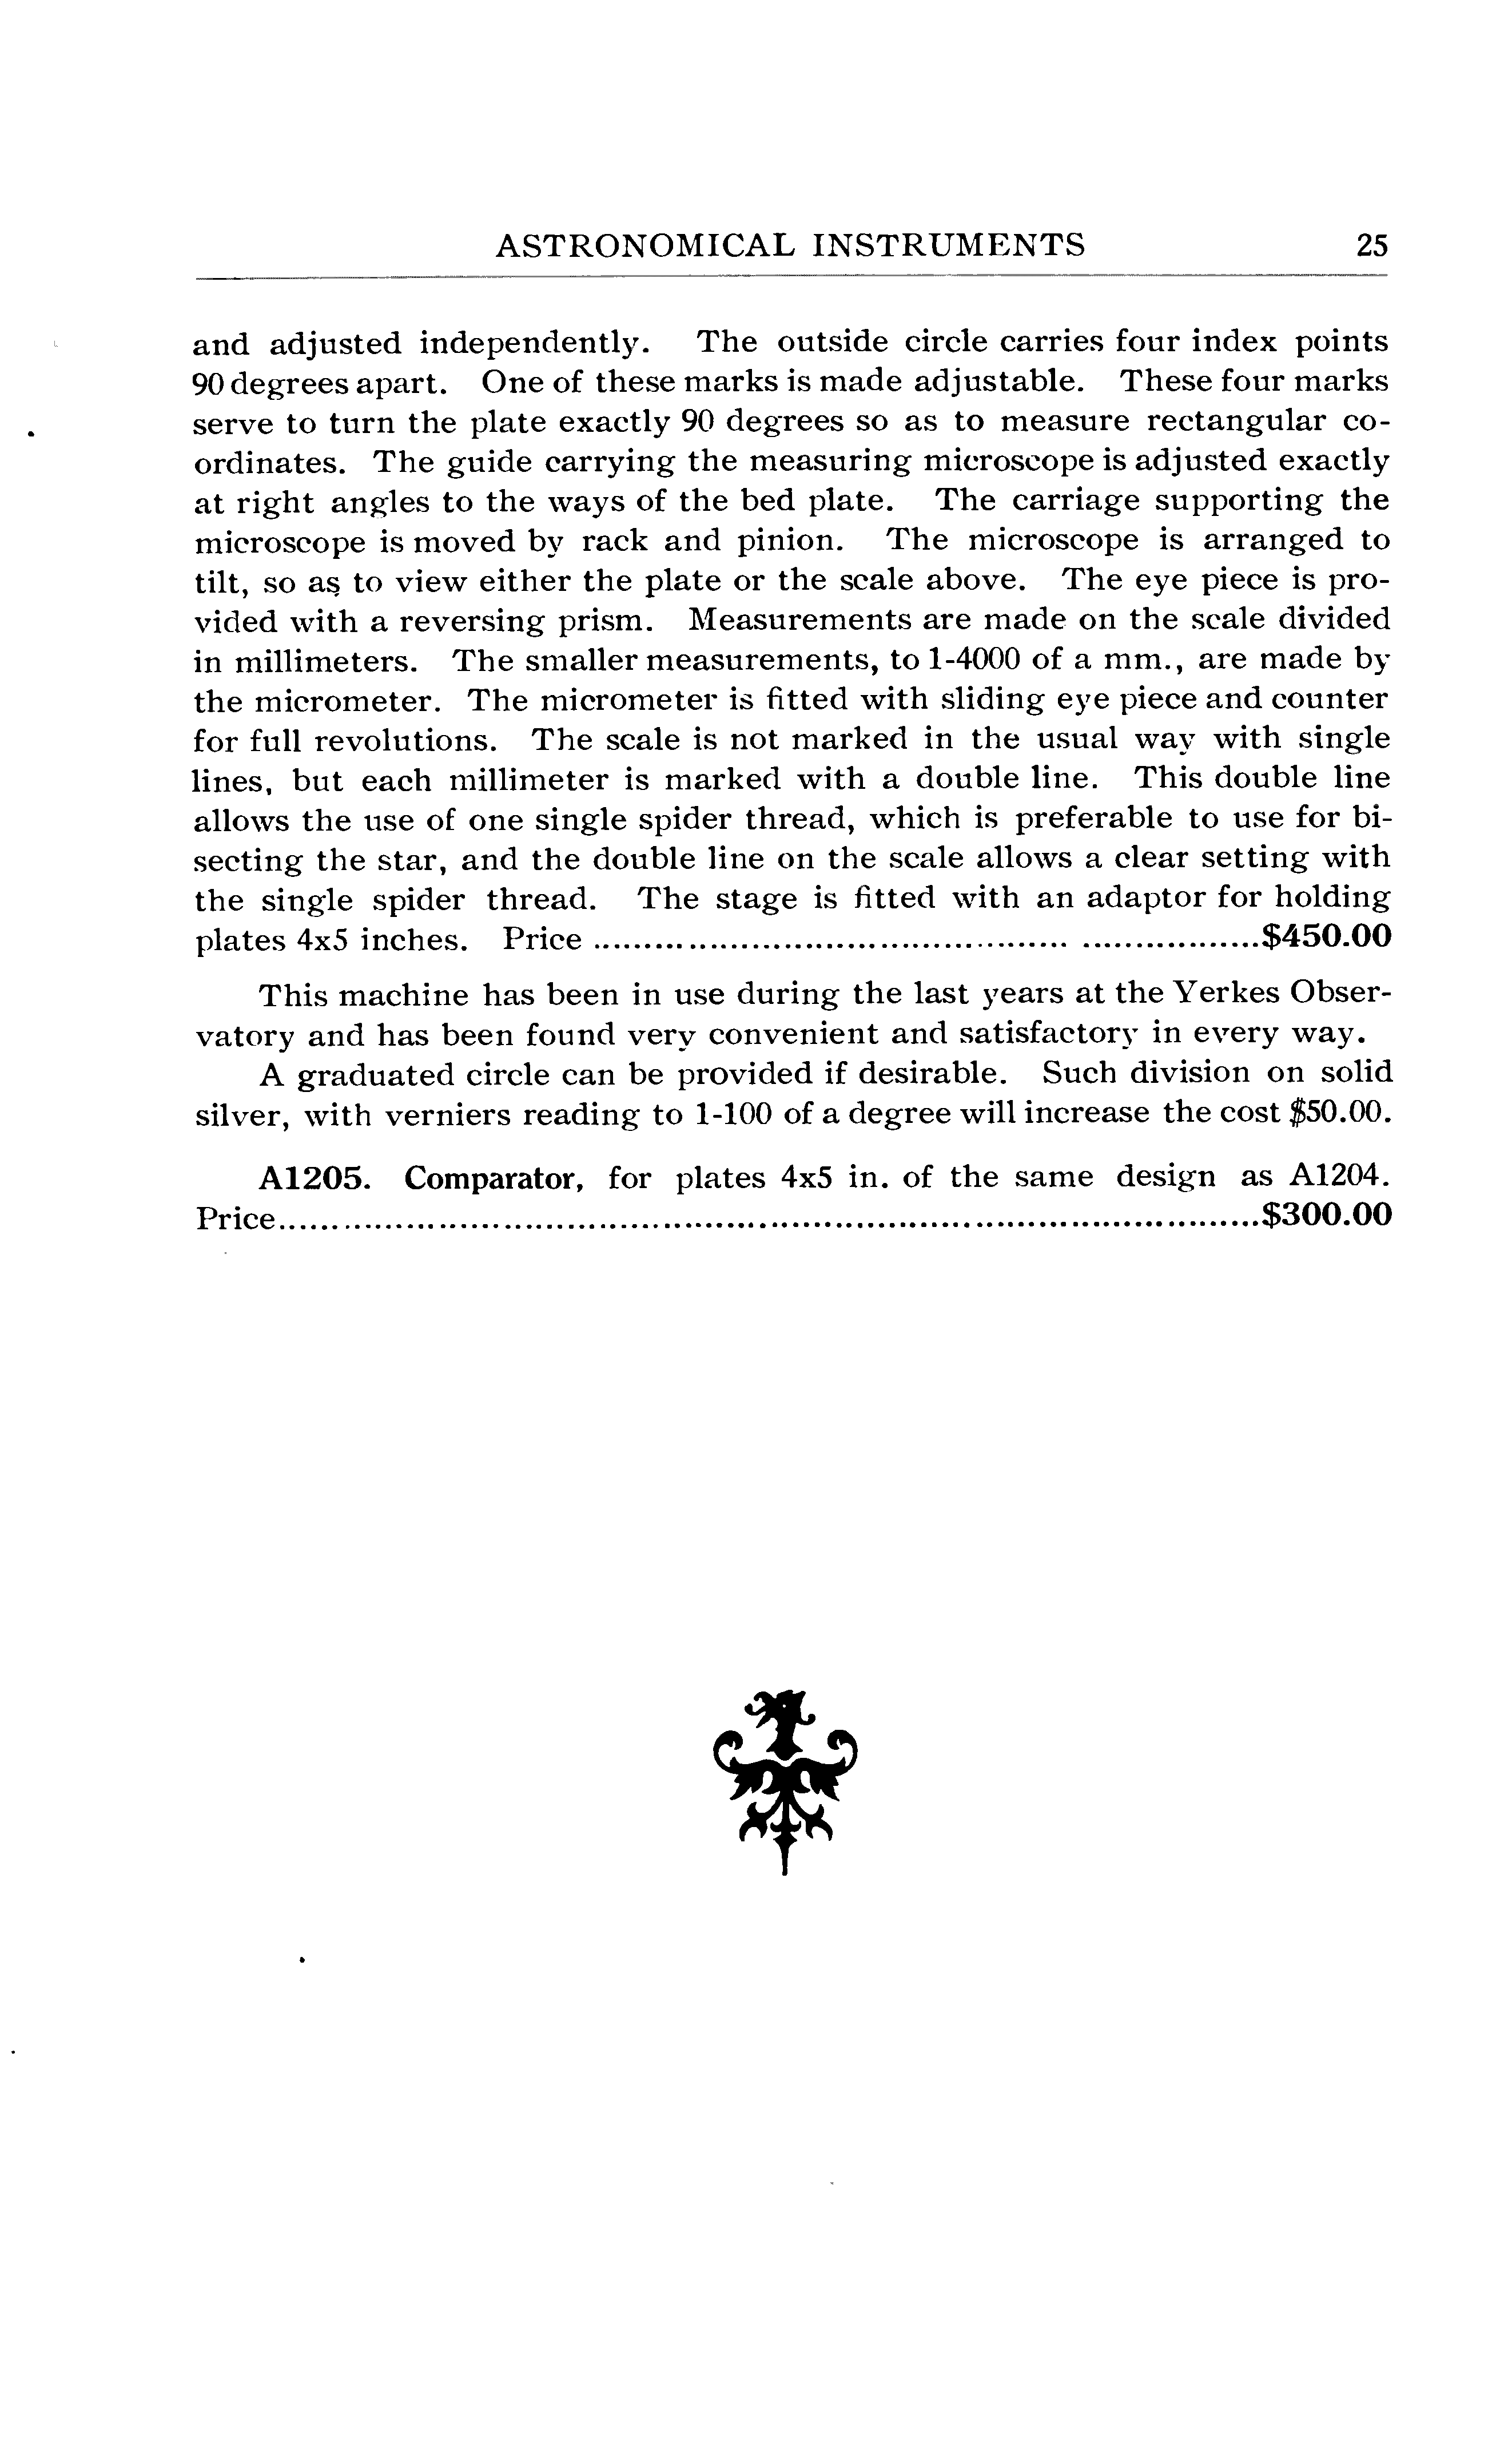 ASTRONOMICAL INSTRUMENTS 25
and adjusted independently. The outside circle carries four index points
90 degrees apart. One of these marks is made adjustable. These four marks
serve to turn the plate exactly 90 degrees so as to measure rectangular co-
ordinates. The guide carrying the measuring microscope is adjusted exactly
at right angles to the ways of the bed plate. The carriage supporting the
microscope is moved by rack and pinion. The microscope is arranged to
tilt, so as to view either the plate or the scale above. The eye piece is pro-
vided with a reversing prism. Measurements are made on the scale divided
in millimeters. The smaller measurements, to 1-4000 of a mm., are made by
the micrometer. The micrometer is fitted with sliding eye piece and counter
for full revolutions. The scale is not marked in the usual way with single
lines, but each millimeter is marked with a double line. This double line
allows the use of one single spider thread, which is preferable to use for bi-
secting the star, and the double line on the scale allows a clear setting with
the single spider thread. The stage is fitted with an adaptor for holding
plates 4x5 inches. Price ................................................................ $450.00
This machine has been in use during the last years at the Yerkes Obser-
vatory and has been found very convenient and satisfactory in every way.
A graduated circle can be provided if desirable. Such division on solid
silver, with verniers reading to 1-100 of a degree will increase the cost $50.00.
A1205. Comparator, for plates 4x5 in. of the same design as A1204.
Price................................................................................................$300.00